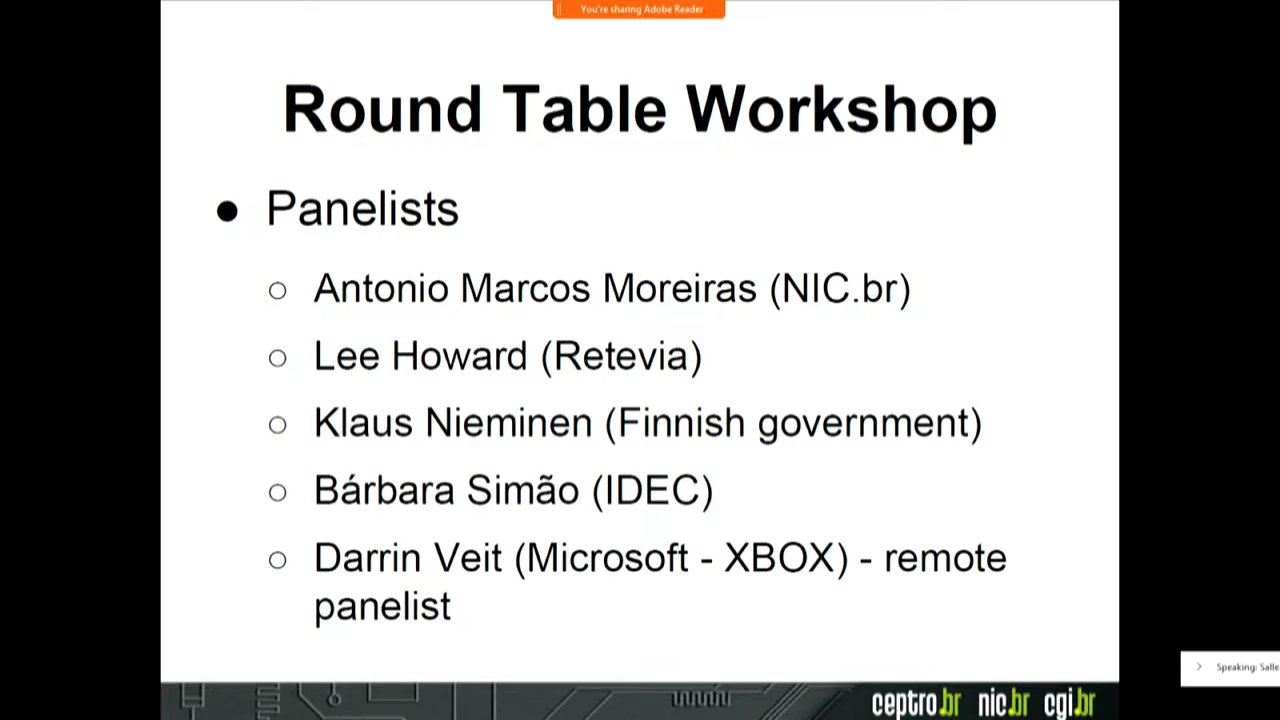 You're sharing Adobe Reader
Round Table Workshop
● Panelists
○ Antonio Marcos Moreiras (NIC.br)
○ Lee Howard (Retevia)
○ Klaus Nieminen (Finnish government)
○ Bárbara Simão (IDEC)
○ Darrin Veit (Microsoft - XBOX) - remote
panelist
Speaking: Salle
ceptro.br nic.br cgi.br